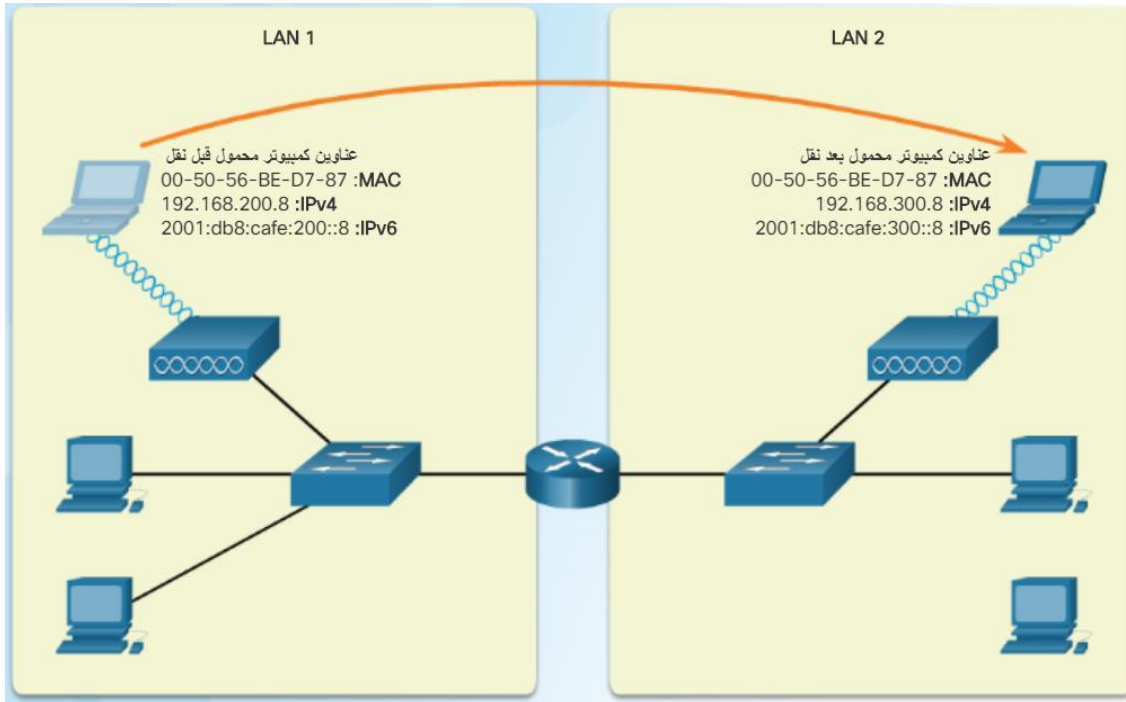 LAN 1
عناوين كمبيوتر محمول قبل نقل
MAC: 00-50-56-BE-D7-87
IPv4: 192.168.200.8
IPv6: 2001:db8:cafe:200::8
LAN 2
عناوين كمبيوتر محمول بعد نقل
MAC: 00-50-56-BE-D7-87
IPv4: 192.168.300.8
IPv6: 2001:db8:cafe:300::8